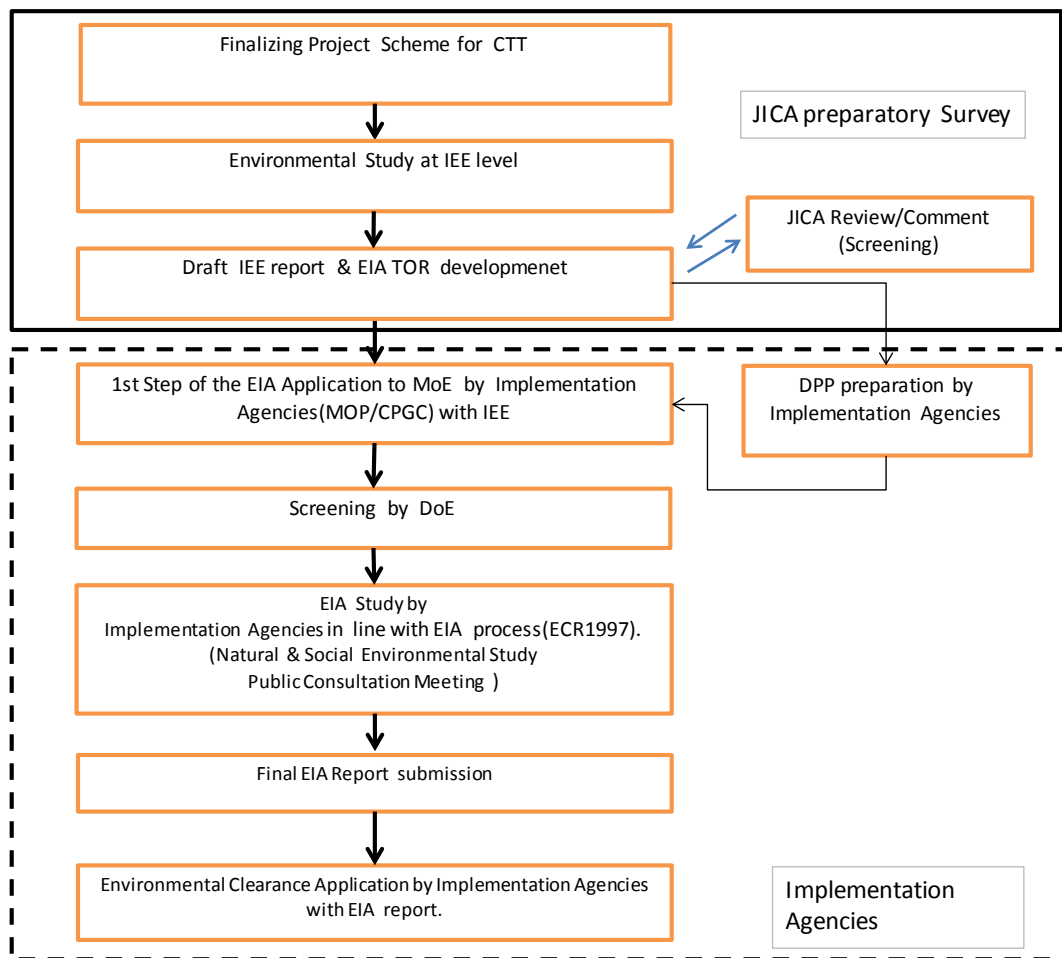 Finalizing Project Scheme for CTT
JICA preparatory Survey
Environmental Study at IEE level
JICA Review/Comment
(Screening)
Draft IEE report & EIA TOR developmenet
1st Step of the EIA Application to MoE by Implementation
Agencies(MOP/CPGC) with IEE
DPP preparation by
Implementation Agencies
Screening by DoE
EIA Study by
Implementation Agencies in line with EIA process(ECR1997).
(Natural & Social Environmental Study
Public Consultation Meeting )
Final EIA Report submission
Environmental Clearance Application by Implementation Agencies
with EIA report.
Implementation
Agencies